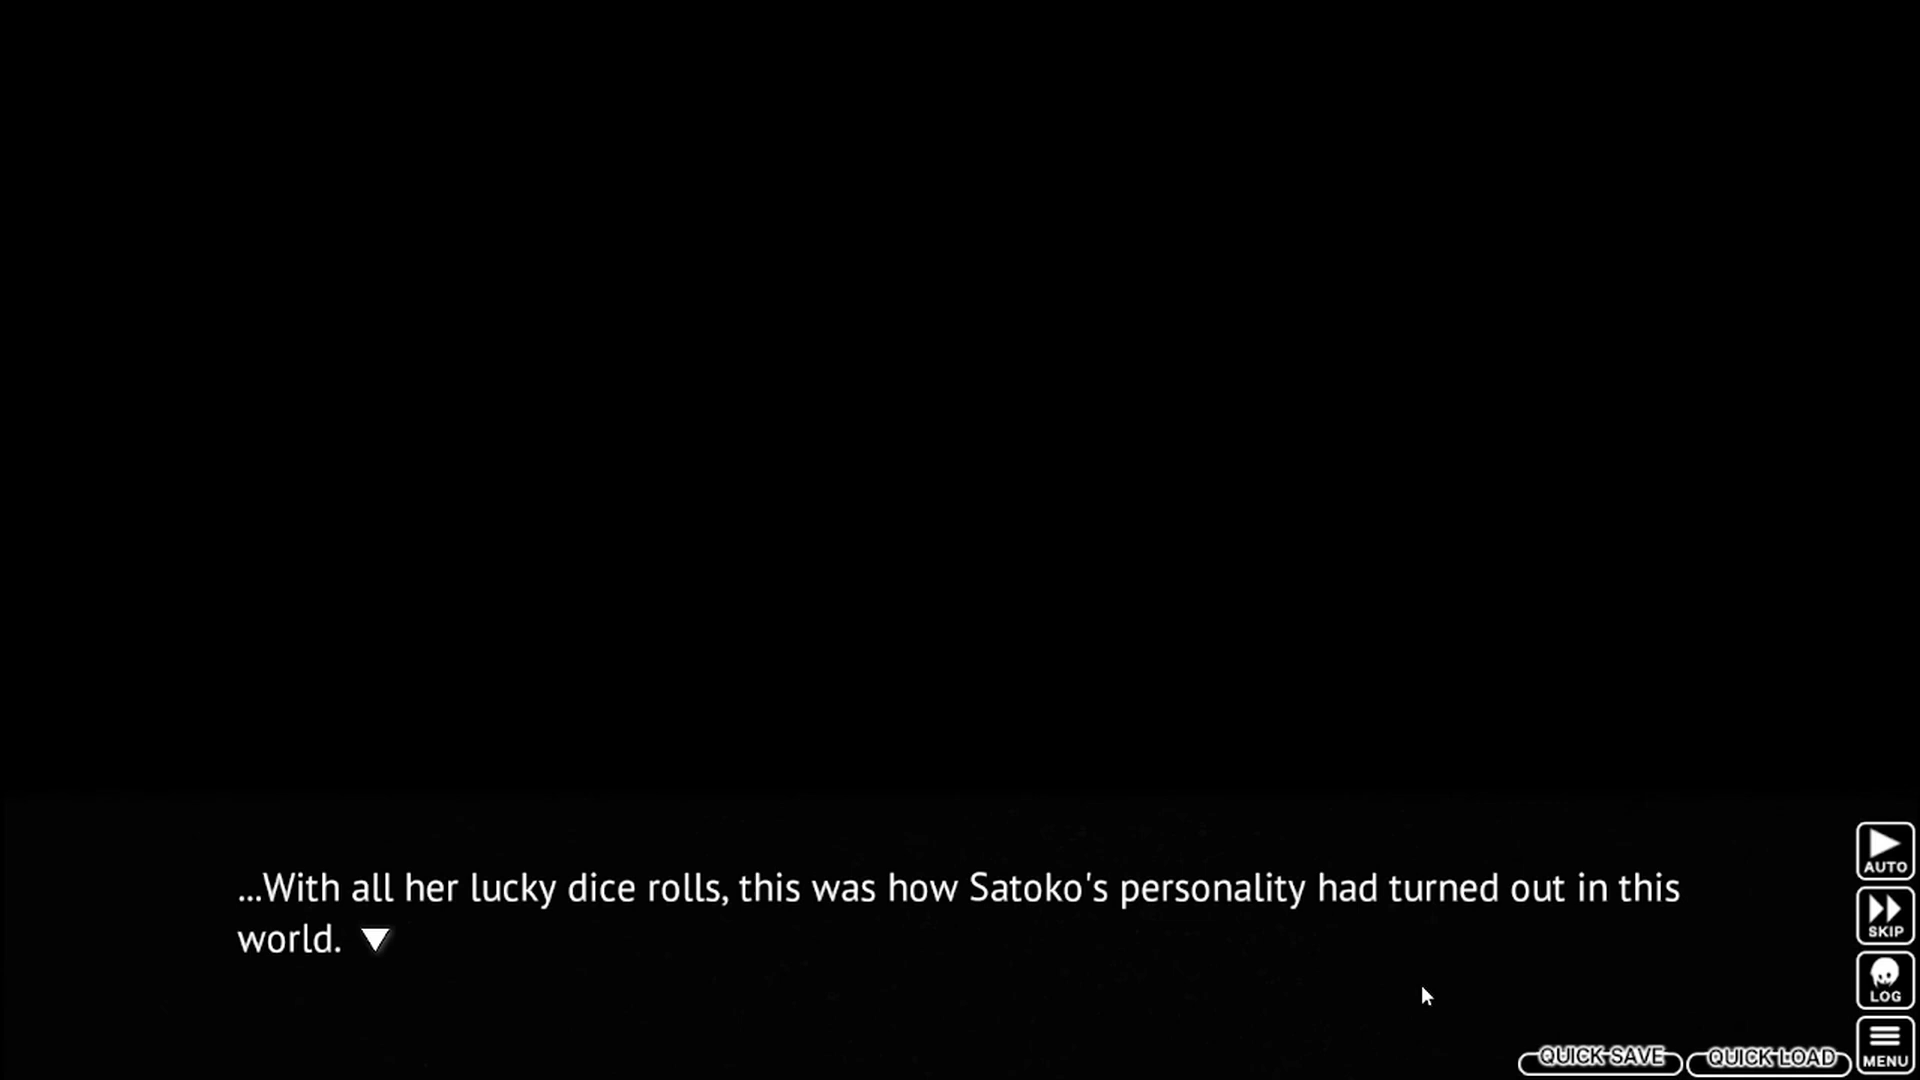 ...With all her lucky dice rolls, this was how Satoko's personality had turned out in this
world.
AUTO
SKIP
LOG
MENU
QUICK SAVE
QUICK LOAD